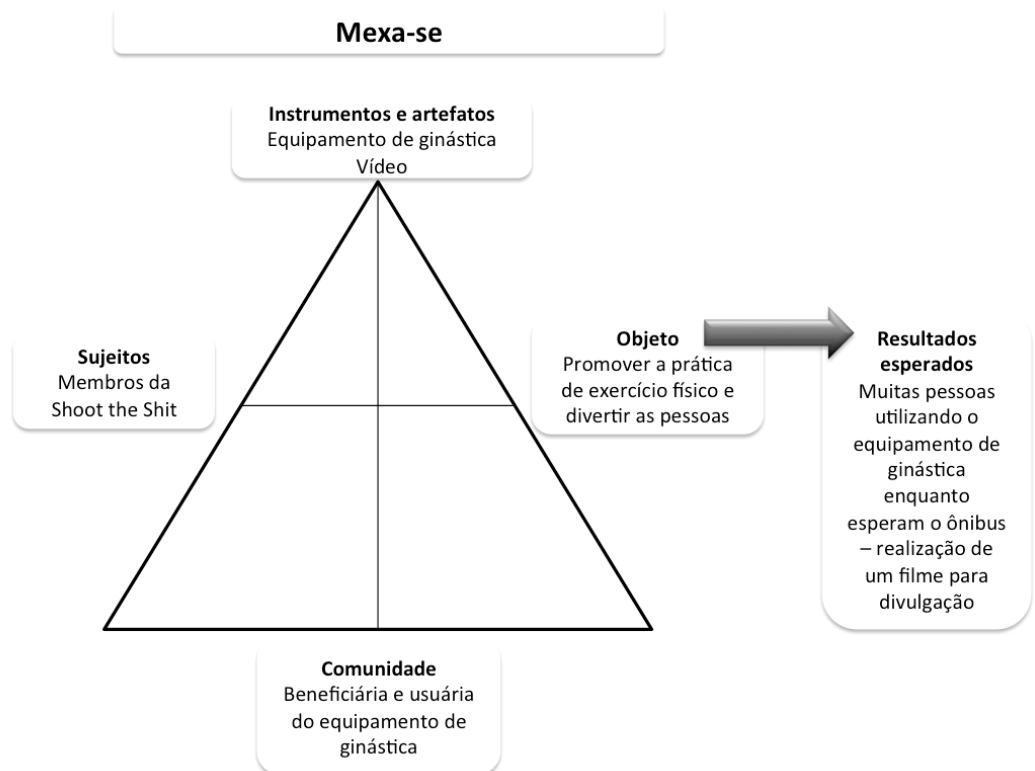 Mexa-se
Instrumentos e artefatos
Equipamento de ginástica
Vídeo
Sujeitos
Membros da
Shoot the Shit
Objeto
Promover a prática
de exercício físico e
divertir as pessoas
Resultados
esperados
Muitas pessoas
utilizando o
equipamento de
ginástica
enquanto
esperam o ônibus
– realização de
um filme para
divulgação
Comunidade
Beneficiária e usuária
do equipamento de
ginástica